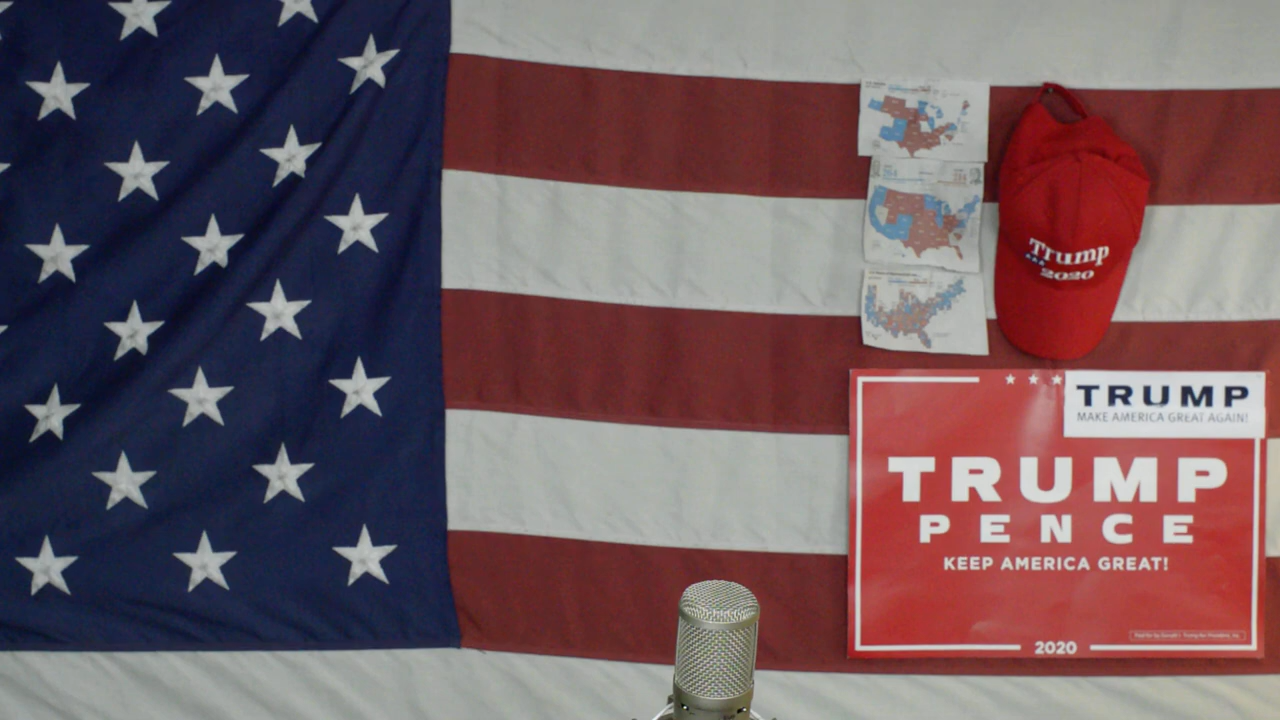 Trump
2020
TRUMP
MAKE AMERICA GREAT AGAIN!
TRUMP
PENCE
KEEP AMERICA GREAT!
2020